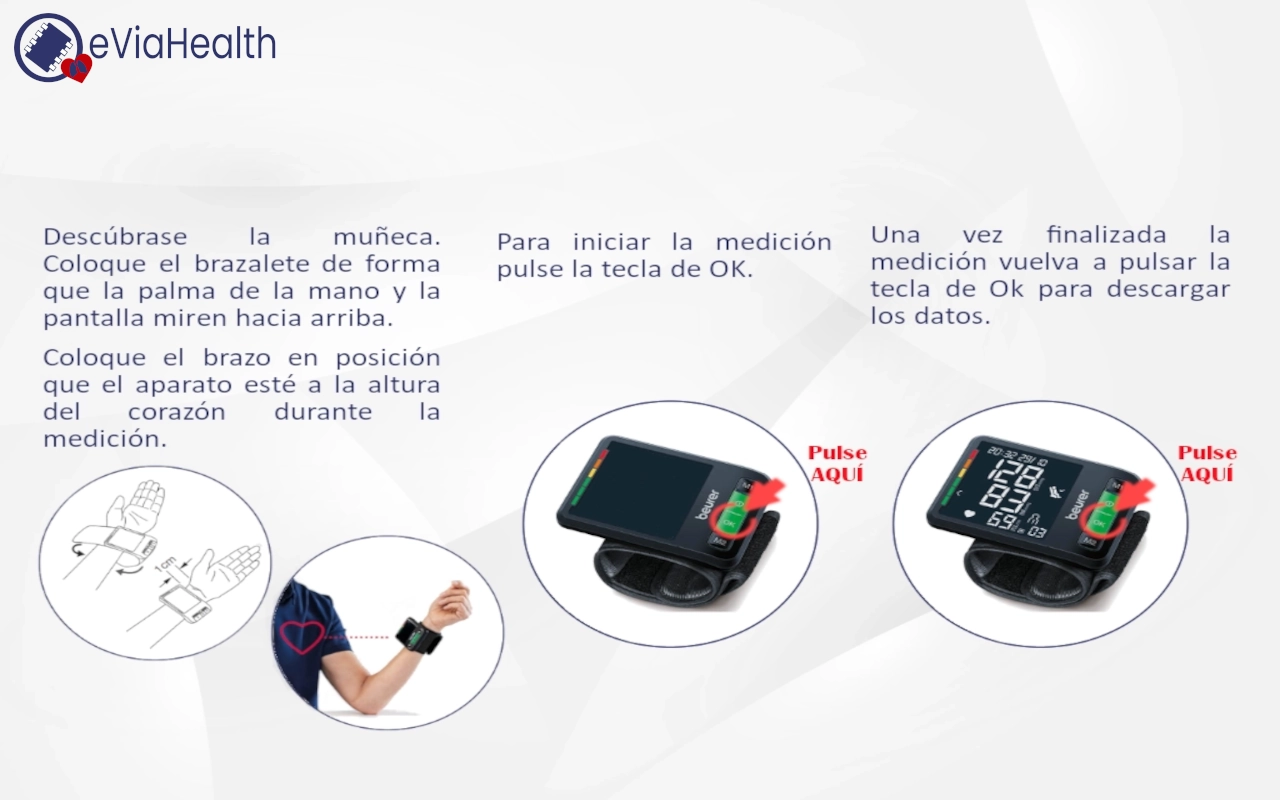 eViaHealth
Descúbrase la muñeca.
Coloque el brazalete de forma
que la palma de la mano y la
pantalla miren hacia arriba.
Coloque el brazo en posición
que el aparato esté a la altura
del corazón durante la
medición.
1cm
Para iniciar la medición
pulse la tecla de OK.
Pulse
AQUÍ
beurer
M1
OK
M2
Una vez finalizada la
medición vuelva a pulsar la
tecla de Ok para descargar
los datos.
Pulse
AQUÍ
20:32 29/10
128
83
69
03
beurer
M1
OK
M2